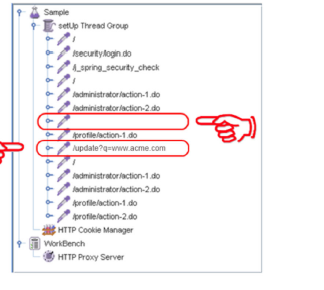 Sample
setUp Thread Group
/
/security/login.do
/j_spring_security_check
/
/administrator/action-1.do
/administrator/action-2.do
/profile/action-1.do
/update?q=www.acme.com
/
/administrator/action-1.do
/administrator/action-2.do
/profile/action-1.do
/profile/action-2.do
HTTP Cookie Manager
WorkBench
HTTP Proxy Server